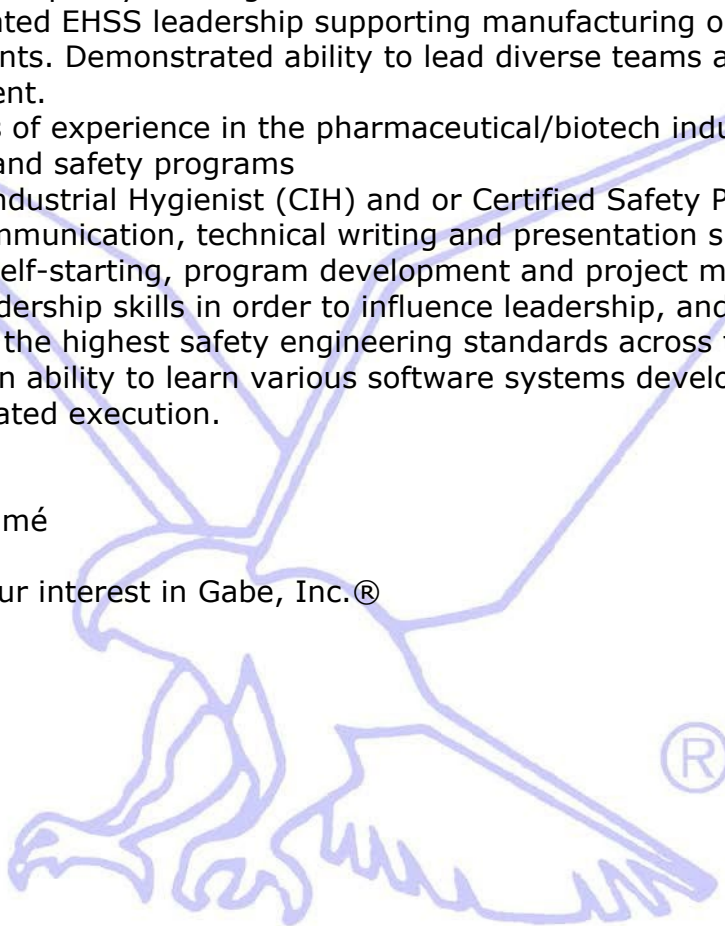 ated EHSS leadership supporting manufacturing o
nts. Demonstrated ability to lead diverse teams a
ent.
s of experience in the pharmaceutical/biotech indu
and safety programs
ndustrial Hygienist (CIH) and or Certified Safety P
mmunication, technical writing and presentation s
self-starting, program development and project m
dership skills in order to influence leadership, and
the highest safety engineering standards across
n ability to learn various software systems develo
ated execution.
mé
ur interest in Gabe, Inc.®
®